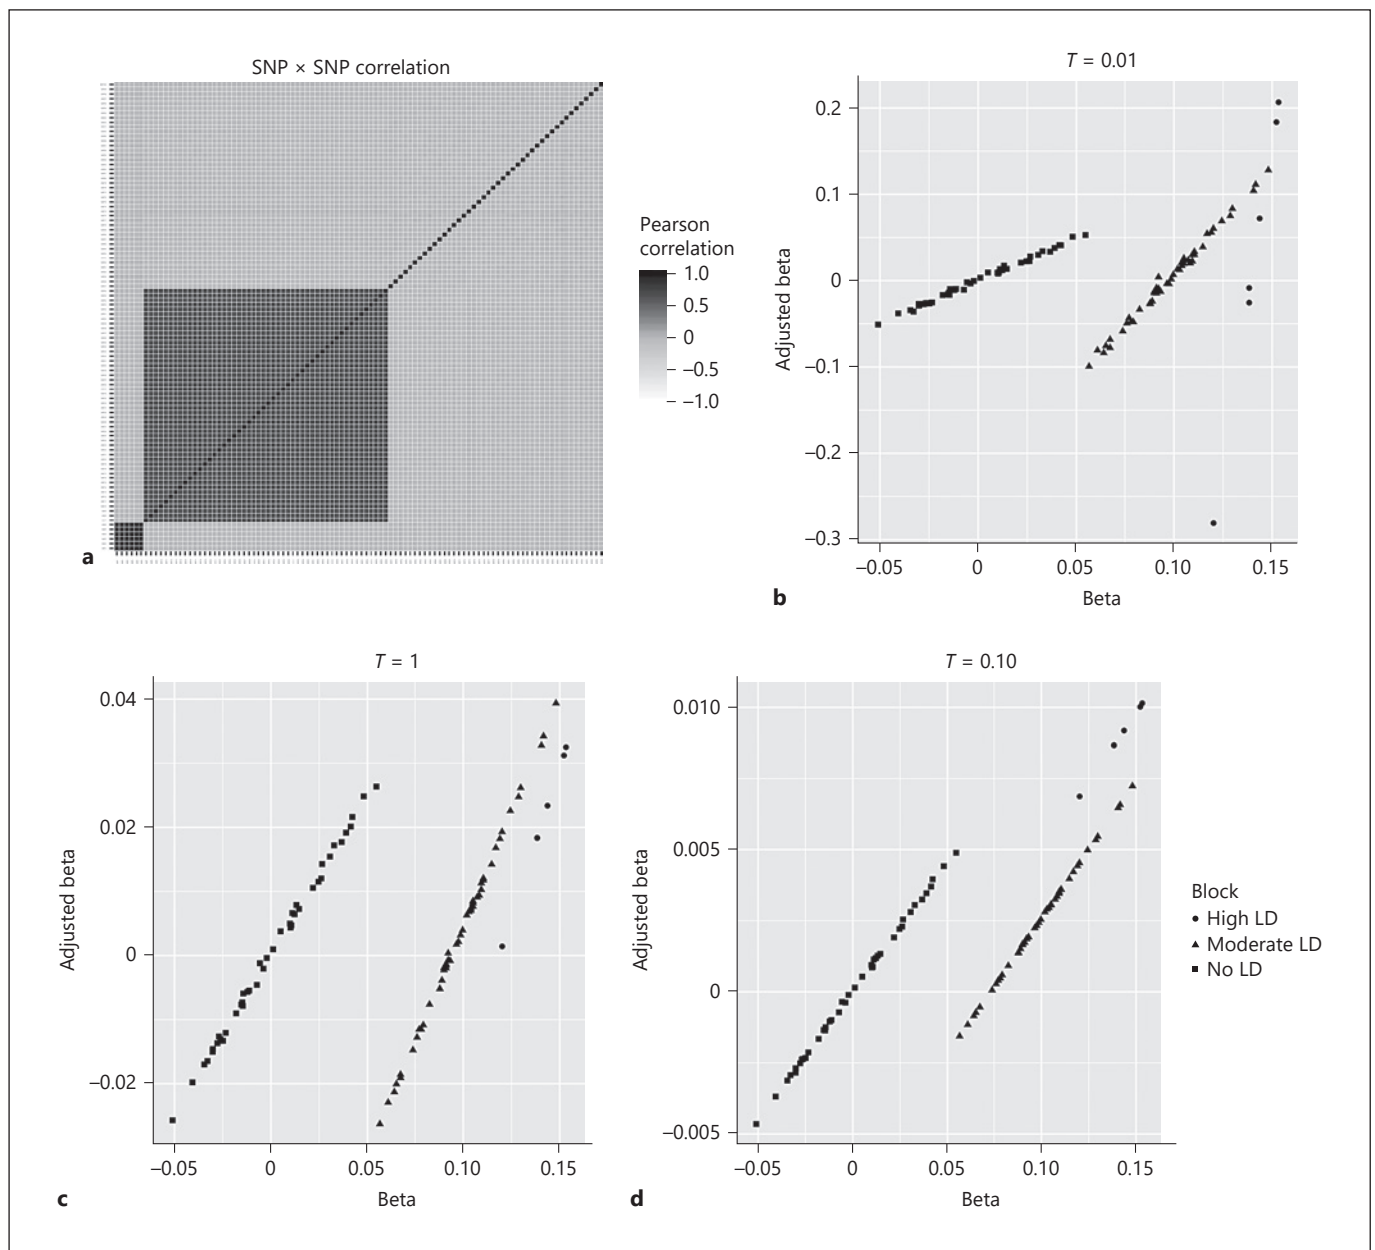 SNP × SNP correlation
Pearson
correlation
1.0
0.5
0
–0.5
–1.0
a
T = 0.01
0.2
0.1
0
–0.1
–0.2
–0.3
Adjusted beta
–0.05 0 0.05 0.10 0.15
Beta
b
T = 1
0.04
0.02
0
–0.02
Adjusted beta
–0.05 0 0.05 0.10 0.15
Beta
c
T = 0.10
0.010
0.005
0
–0.005
Adjusted beta
–0.05 0 0.05 0.10 0.15
Beta
d
Block
High LD
Moderate LD
No LD